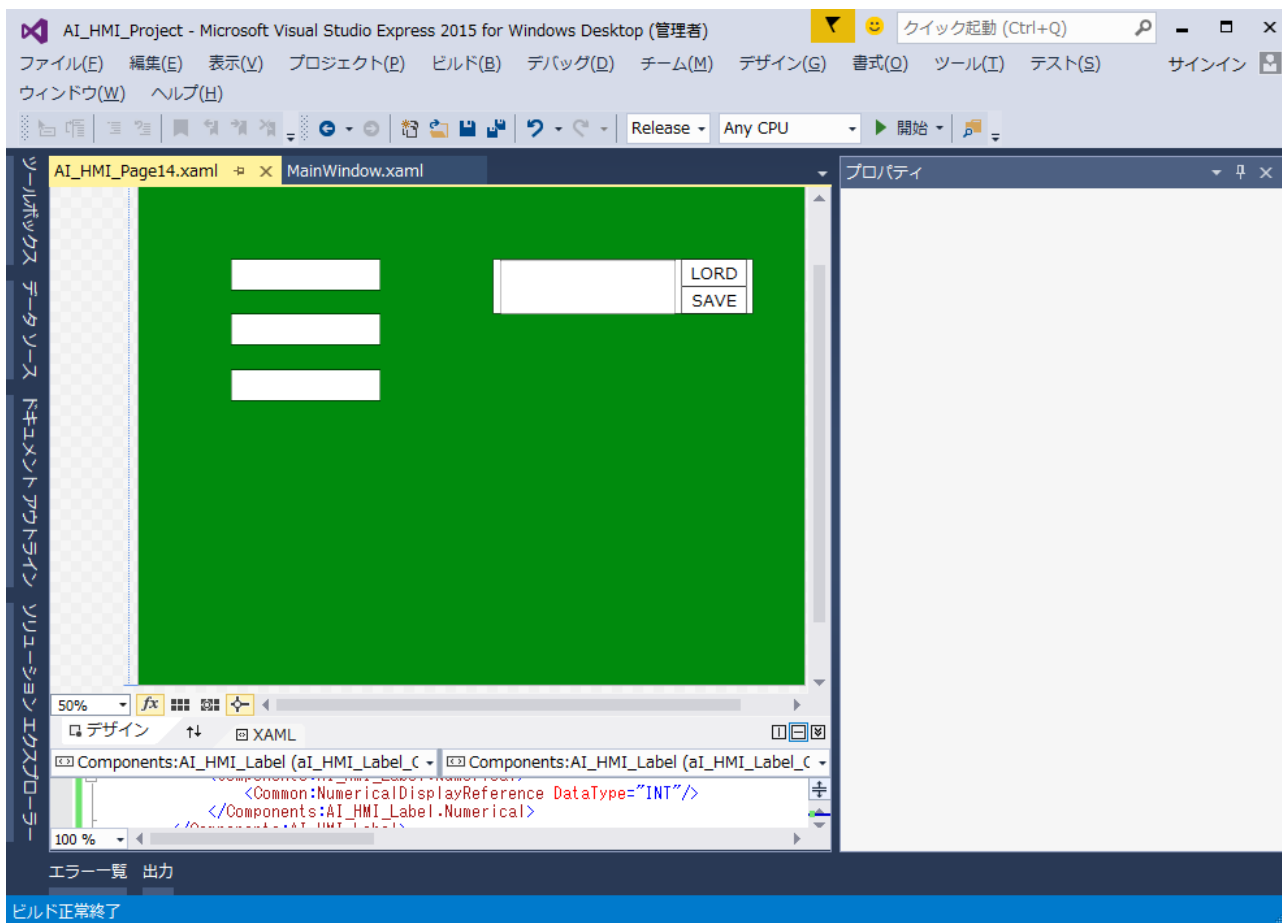 AI_HMI_Project - Microsoft Visual Studio Express 2015 for Windows Desktop (管理者)
クイック起動 (Ctrl+Q)
ファイル(F) 編集(E) 表示(V) プロジェクト(P) ビルド(B) デバッグ(D) チーム(M) デザイン(G) 書式(O) ツール(T) テスト(S) サインイン
ウィンドウ(W) ヘルプ(H)
Release Any CPU 開始
ツールボックス
データ ソース
ドキュメント アウトライン
ソリューション エクスプローラー
AI_HMI_Page14.xaml MainWindow.xaml
プロパティ
LORD
SAVE
50% fx
デザイン XAML
Components:AI_HMI_Label (aI_HMI_Label_C Components:AI_HMI_Label (aI_HMI_Label_C
<Components:AI_HMI_Label.Numerical>
<Common:NumericalDisplayReference DataType="INT"/>
</Components:AI_HMI_Label.Numerical>
</Components:AI_HMI_Label>
100 %
エラー一覧 出力
ビルド正常終了